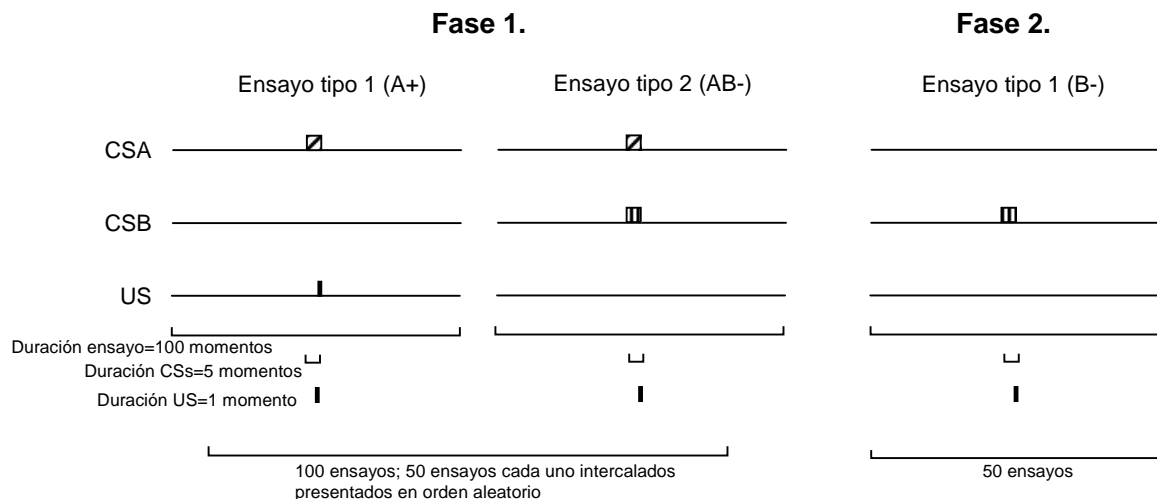 Fase 1.
Fase 2.
Ensayo tipo 1 (A+)
Ensayo tipo 2 (AB-)
Ensayo tipo 1 (B-)
CSA
CSB
US
Duración ensayo=100 momentos
Duración CSs=5 momentos
Duración US=1 momento
100 ensayos; 50 ensayos cada uno intercalados
presentados en orden aleatorio
50 ensayos